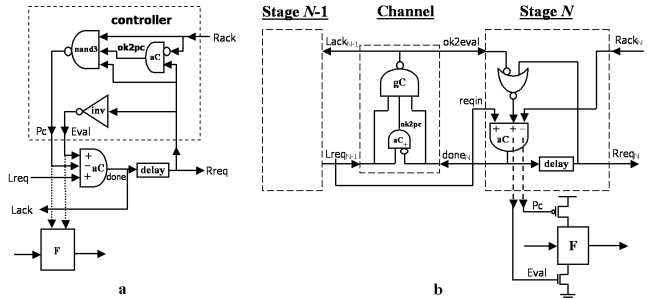 controller
Rack
nand3
ok2pc
aC
inv
Pc
Eval
+
−
+
aC
done
delay
Rreq
Lreq
Lack
F
a
Stage N-1
Channel
Stage N
LackN-1
ok2eval
RackN
gC
reqin
ok2pc
aC
+
+ + −
aC
LreqN-1
doneN
delay
RreqN
Pc
F
Eval
b